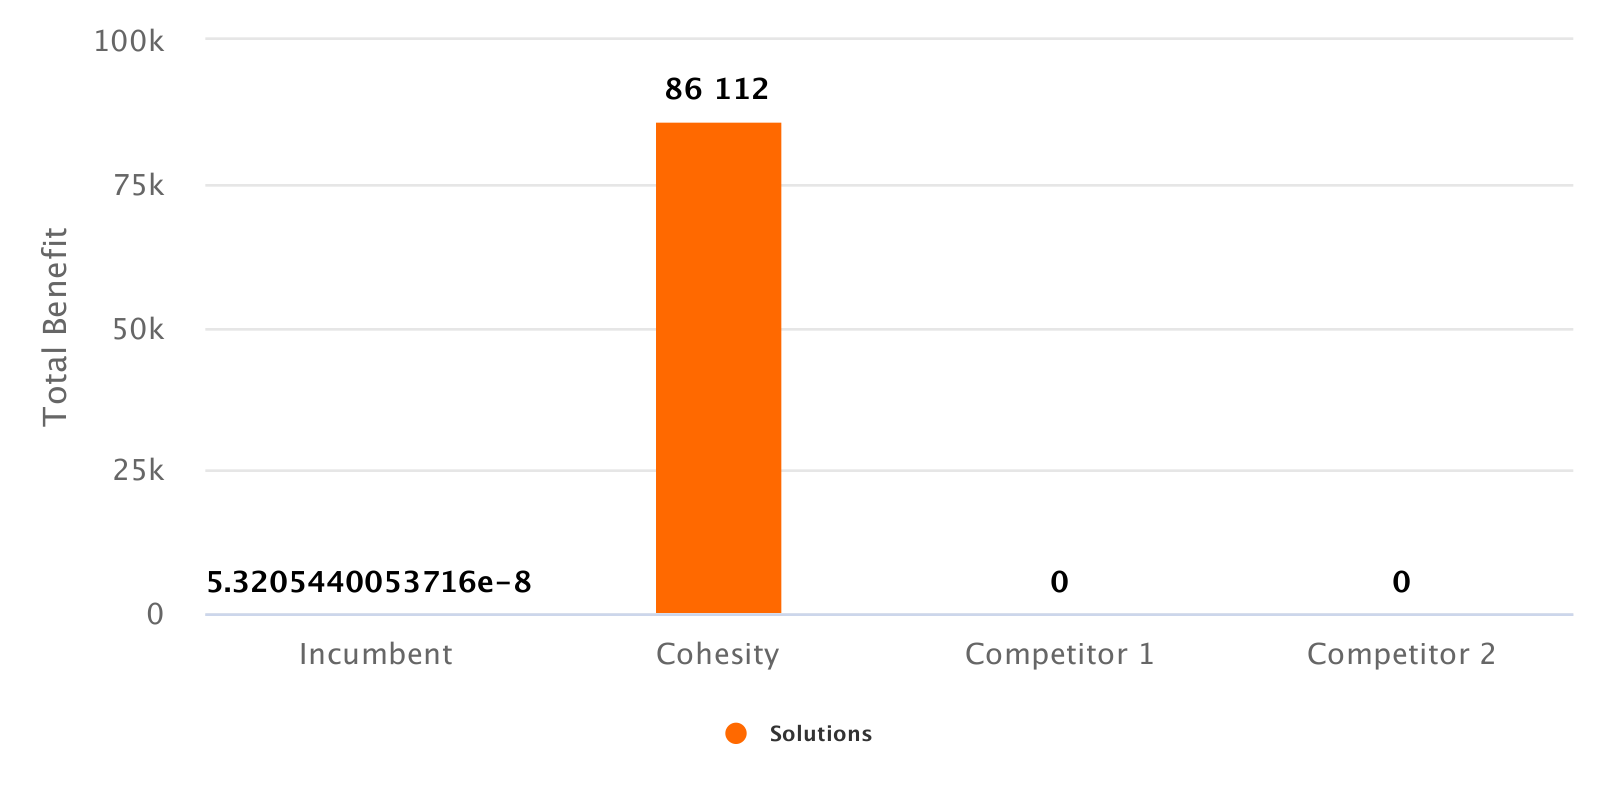 100k
86 112
75k
Total Benefit
50k
25k
5.3205440053716e-8
0
0
0
Incumbent
Cohesity
Competitor 1
Competitor 2
Solutions